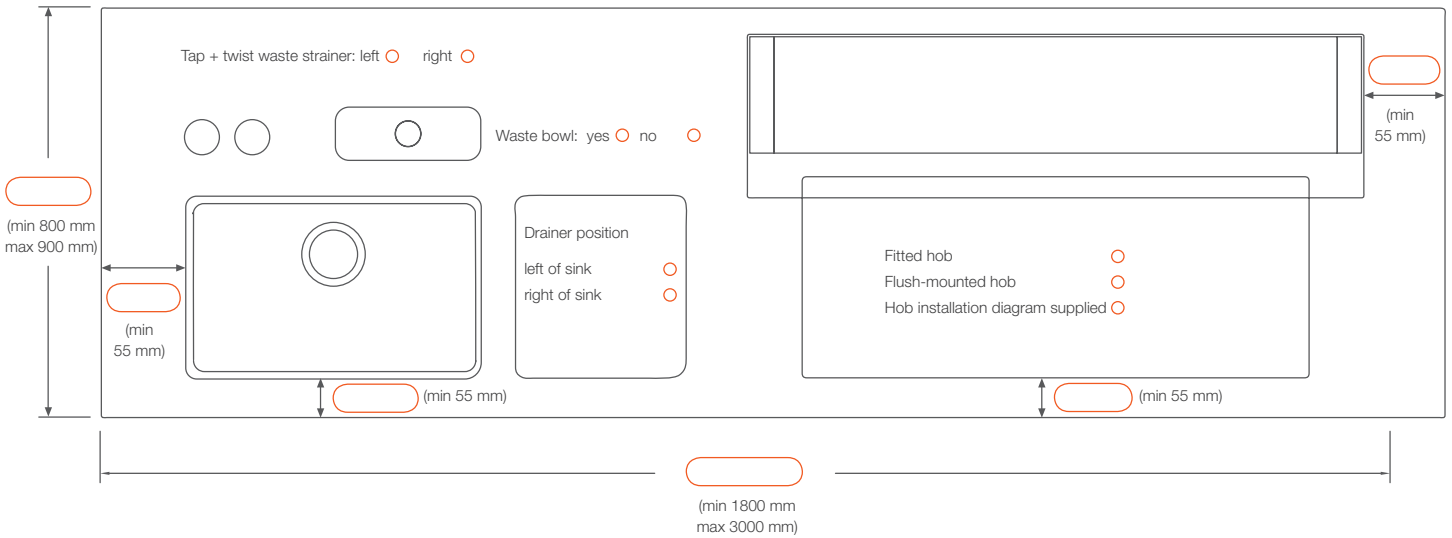 Tap + twist waste strainer: left right
(min
55 mm)
Waste bowl: yes no
(min 800 mm
max 900 mm)
Drainer position
left of sink
right of sink
Fitted hob
Flush-mounted hob
Hob installation diagram supplied
(min
55 mm)
(min 55 mm)
(min 55 mm)
(min 1800 mm
max 3000 mm)